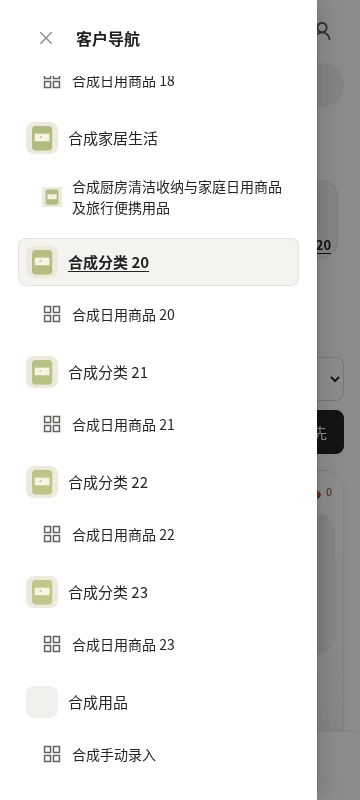 客户导航
合成日用商品 18
合成家居生活
合成厨房清洁收纳与家庭日用商品
及旅行便携用品
合成分类 20
20
合成日用商品 20
合成分类 21
合成日用商品 21
先
合成分类 22
0
合成日用商品 22
合成分类 23
合成日用商品 23
合成用品
合成手动录入